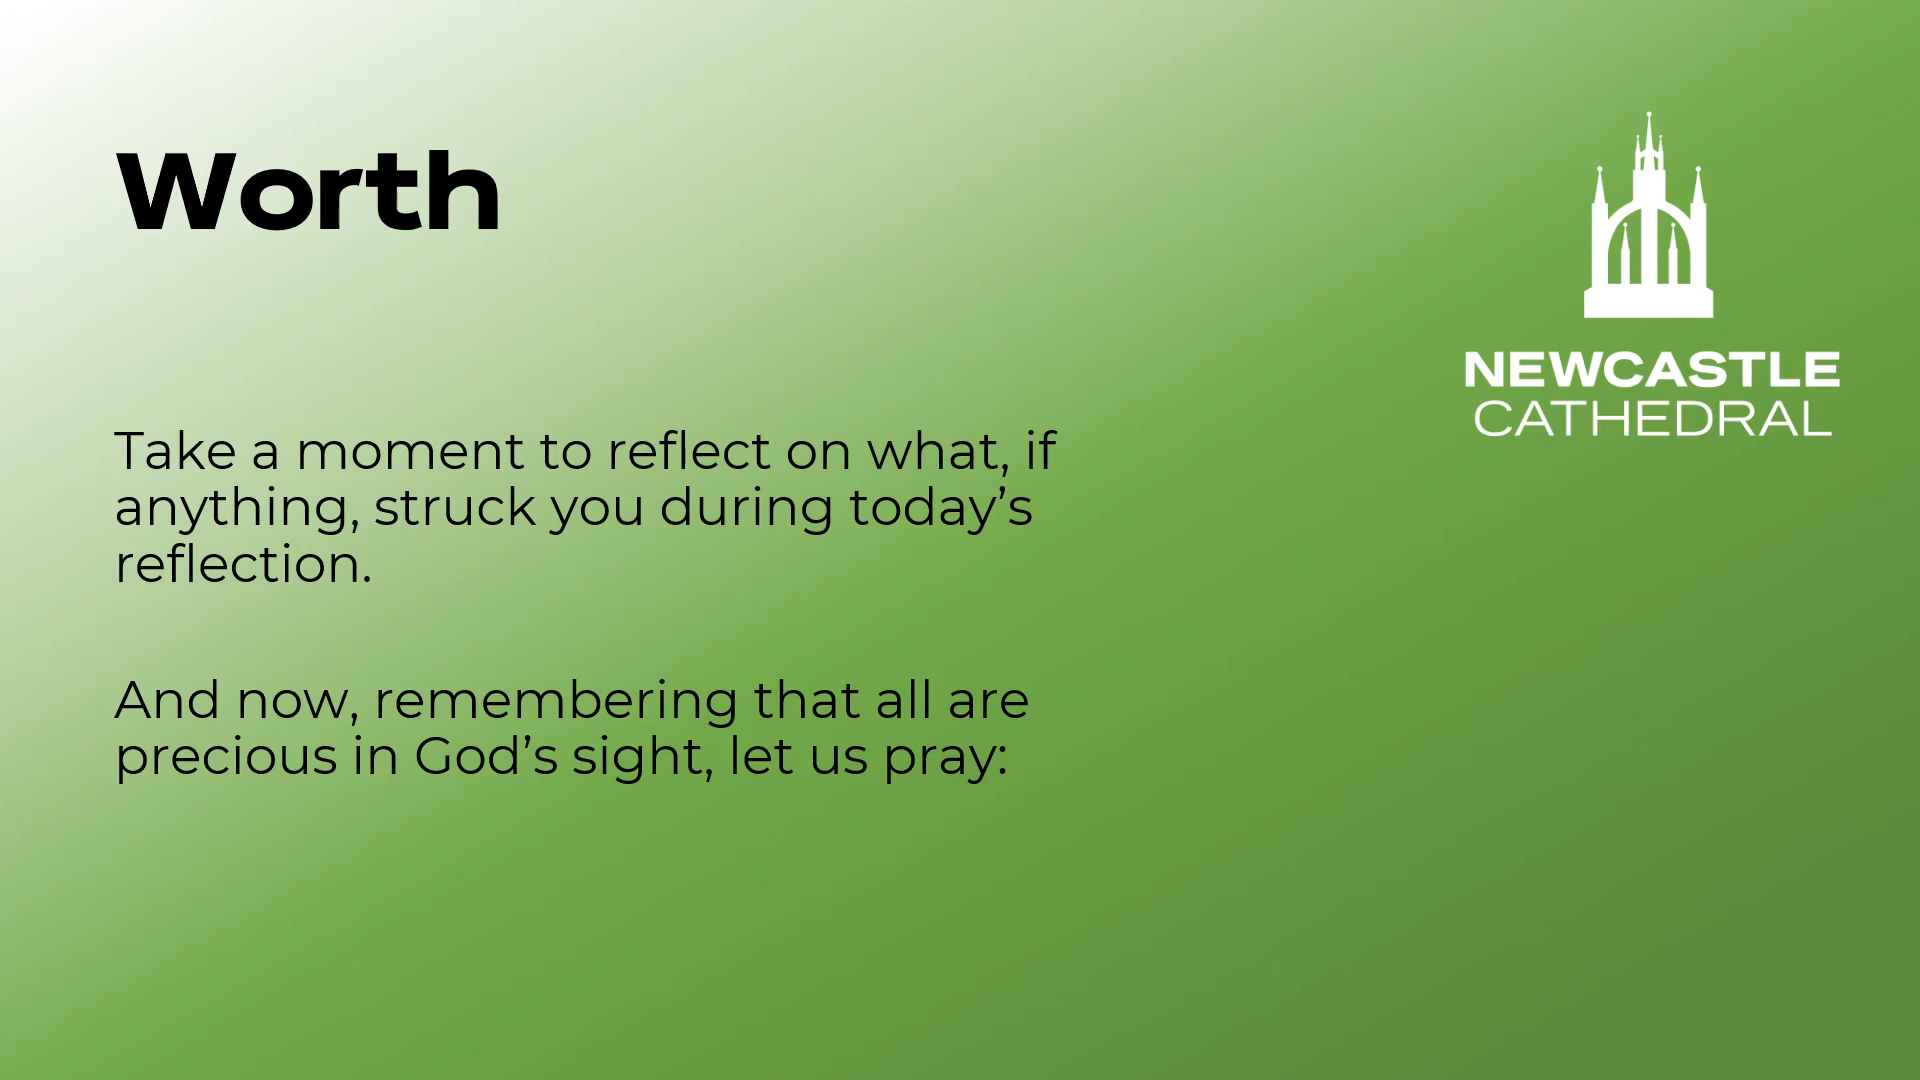 Worth
NEWCASTLE
CATHEDRAL
Take a moment to reflect on what, if
anything, struck you during today’s
reflection.
And now, remembering that all are
precious in God’s sight, let us pray: